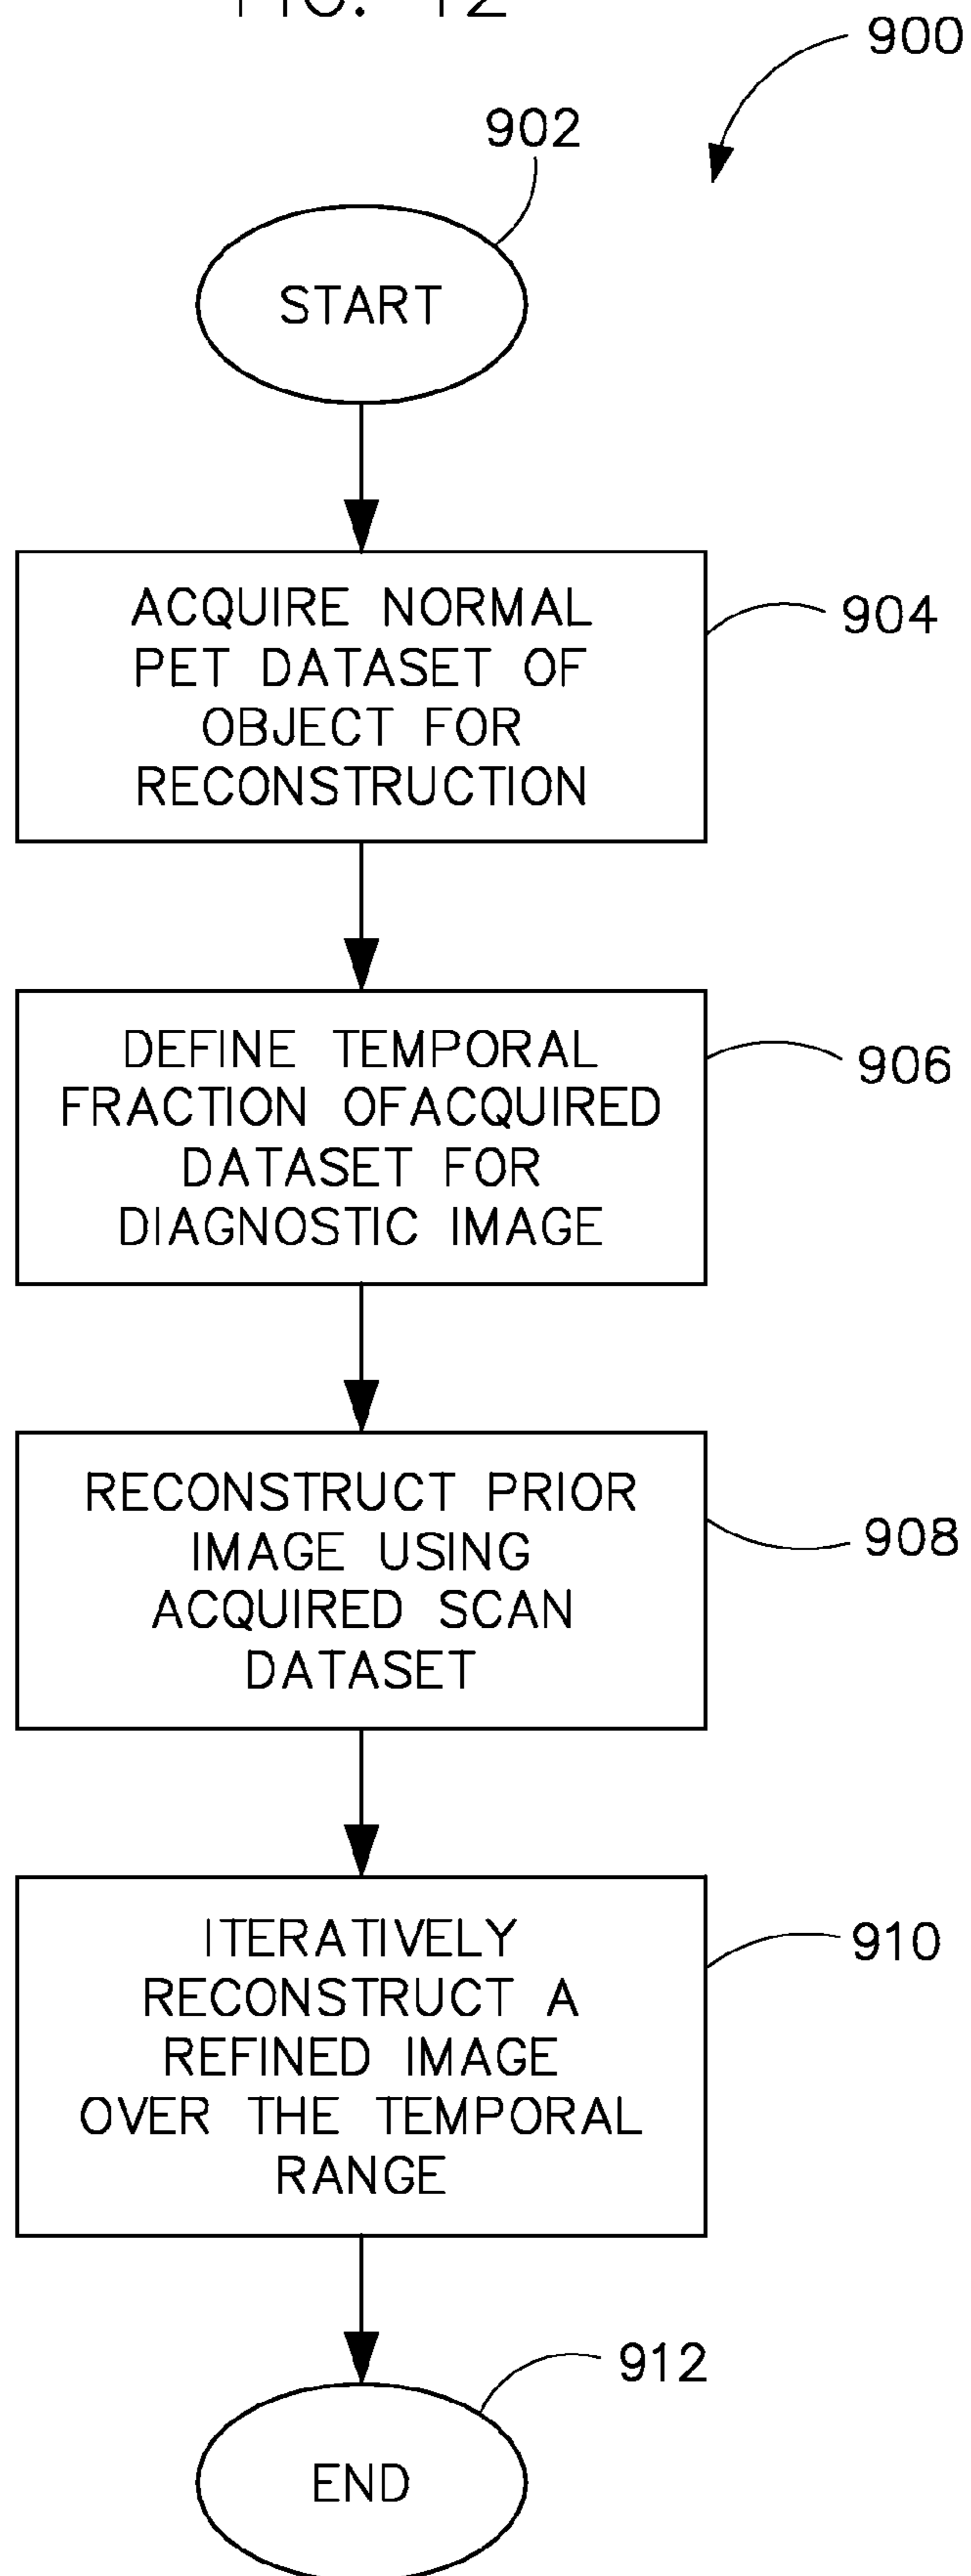 FIG. 12
900
902
START
ACQUIRE NORMAL
PET DATASET OF
OBJECT FOR
RECONSTRUCTION
904
DEFINE TEMPORAL
FRACTION OFACQUIRED
DATASET FOR
DIAGNOSTIC IMAGE
906
RECONSTRUCT PRIOR
IMAGE USING
ACQUIRED SCAN
DATASET
908
ITERATIVELY
RECONSTRUCT A
REFINED IMAGE
OVER THE TEMPORAL
RANGE
910
912
END